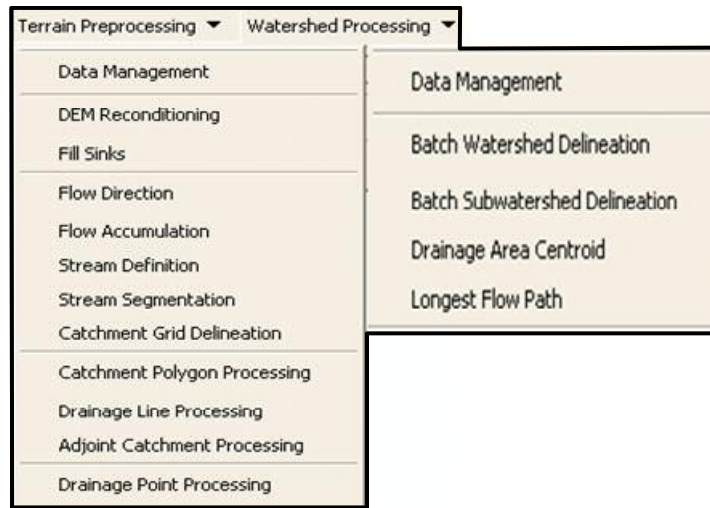 Terrain Preprocessing Watershed Processing
Data Management
DEM Reconditioning
Fill Sinks
Flow Direction
Flow Accumulation
Stream Definition
Stream Segmentation
Catchment Grid Delineation
Catchment Polygon Processing
Drainage Line Processing
Adjoint Catchment Processing
Drainage Point Processing
Data Management
Batch Watershed Delineation
Batch Subwatershed Delineation
Drainage Area Centroid
Longest Flow Path